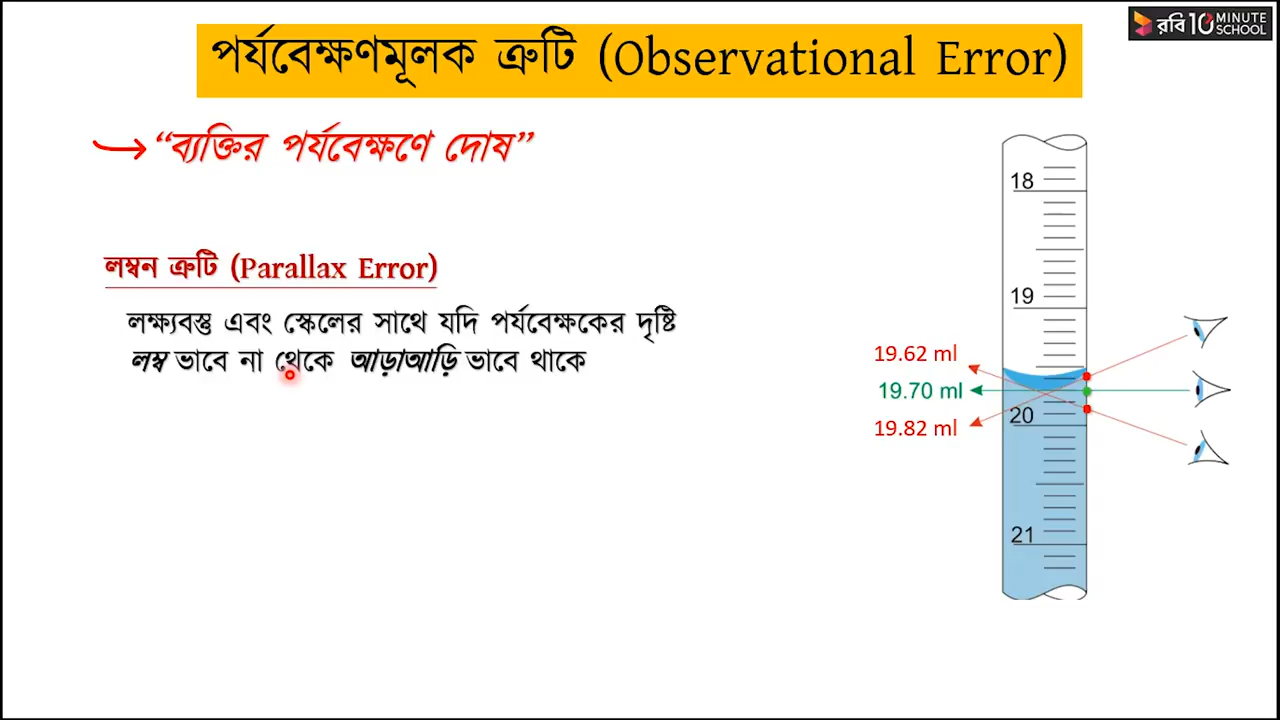 রবি 10 MINUTE SCHOOL
পর্যবেক্ষণমূলক ত্রুটি (Observational Error)
“ব্যক্তির পর্যবেক্ষণে দোষ”
লম্বন ত্রুটি (Parallax Error)
লক্ষ্যবস্তু এবং স্কেলের সাথে যদি পর্যবেক্ষকের দৃষ্টি
লম্ব ভাবে না থেকে আড়াআড়ি ভাবে থাকে
18
19
19.62 ml
19.70 ml
19.82 ml
20
21